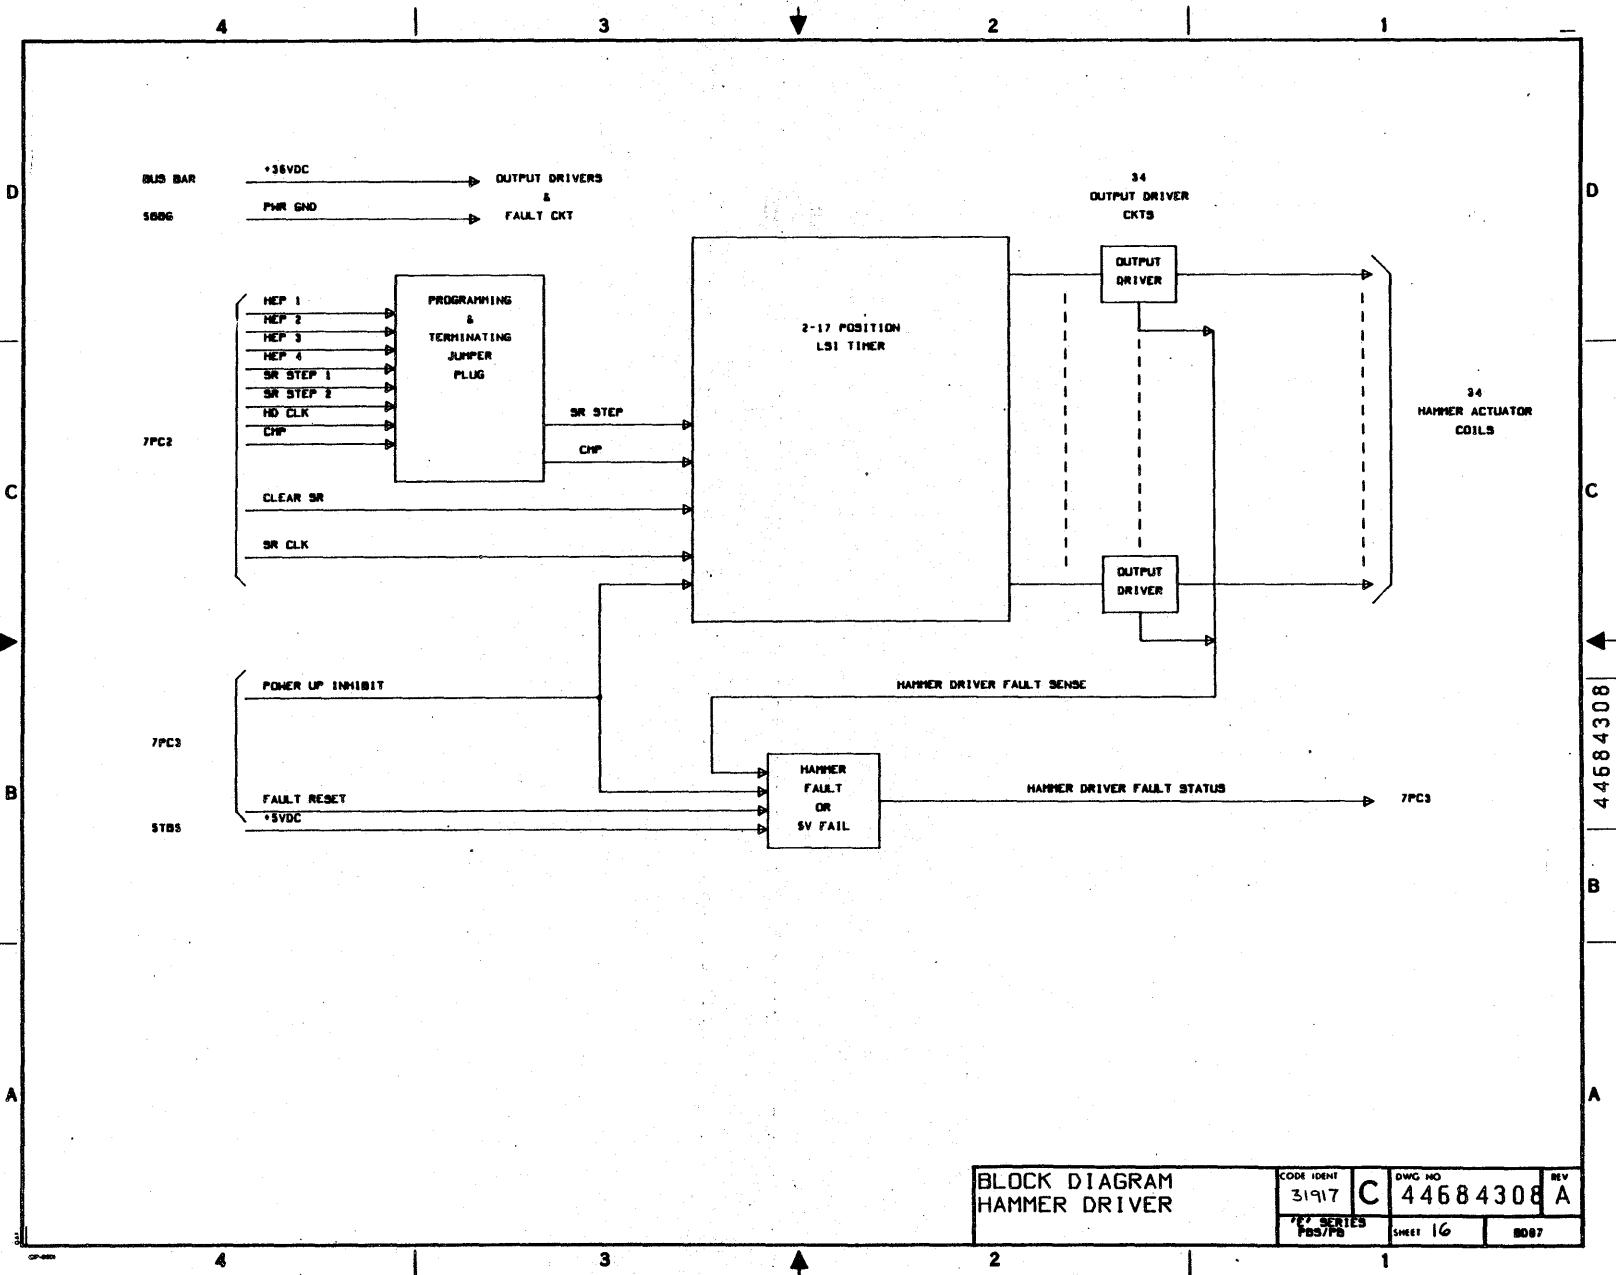 4 3 2 1
D
D
BUS BAR
+36VDC
OUTPUT DRIVERS
&
FAULT CKT
PWR GND
34
OUTPUT DRIVER
CKTS
OUTPUT
DRIVER
HEP 1
HEP 2
HEP 3
HEP 4
SR STEP 1
SR STEP 2
HD CLK
CMP
7PC2
PROGRAMMING
&
TERMINATING
JUMPER
PLUG
2-17 POSITION
LSI TIMER
SR STEP
CMP
34
HAMMER ACTUATOR
COILS
C
C
CLEAR SR
SR CLK
OUTPUT
DRIVER
POWER UP INHIBIT
HAMMER DRIVER FAULT SENSE
44684308
7PC3
HAMMER
FAULT
OR
5V FAIL
HAMMER DRIVER FAULT STATUS
7PC3
B
FAULT RESET
+5VDC
5TB5
B
A
A
BLOCK DIAGRAM
HAMMER DRIVER
CODE IDENT
31917
C
DWG NO
44684308
REV
A
'E' SERIES
PBS/PB
SHEET 16
BD87
4 3 2 1